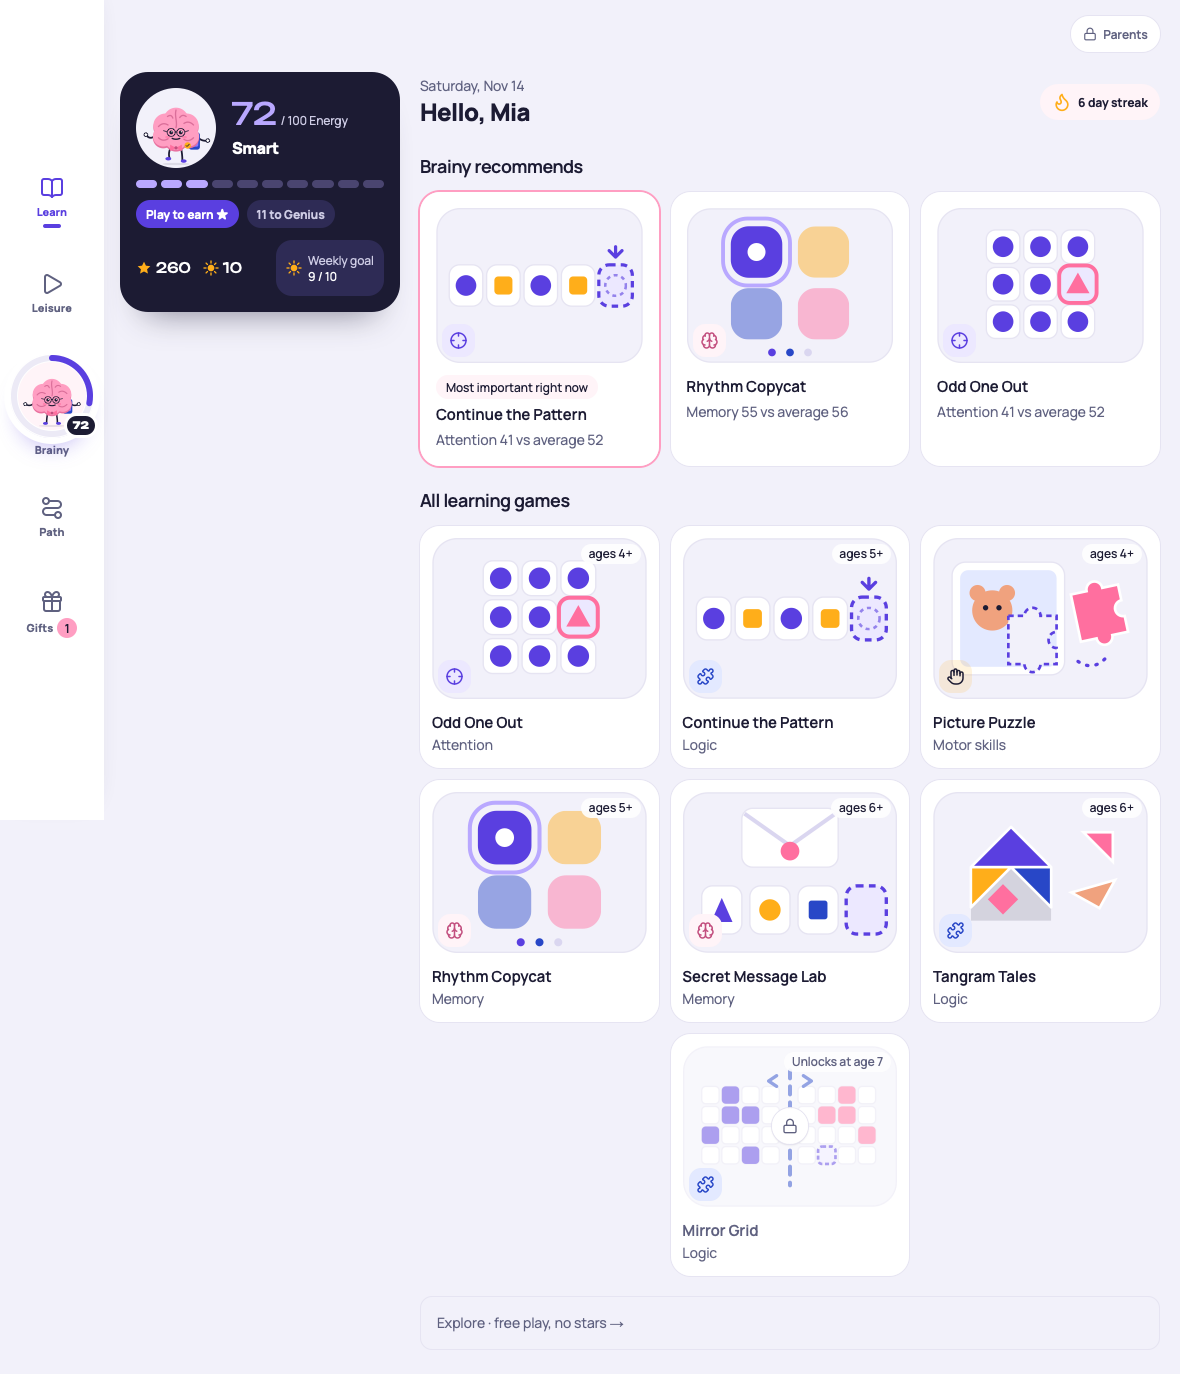 Parents
Learn
Leisure
72
Brainy
Path
Gifts 1
72 / 100 Energy
Smart
Play to earn ★
11 to Genius
260
10
Weekly goal
9 / 10
Saturday, Nov 14
Hello, Mia
6 day streak
Brainy recommends
Most important right now
Continue the Pattern
Attention 41 vs average 52
Rhythm Copycat
Memory 55 vs average 56
Odd One Out
Attention 41 vs average 52
All learning games
ages 4+
Odd One Out
Attention
ages 5+
Continue the Pattern
Logic
ages 4+
Picture Puzzle
Motor skills
ages 5+
Rhythm Copycat
Memory
ages 6+
Secret Message Lab
Memory
ages 6+
Tangram Tales
Logic
Unlocks at age 7
Mirror Grid
Logic
Explore · free play, no stars →